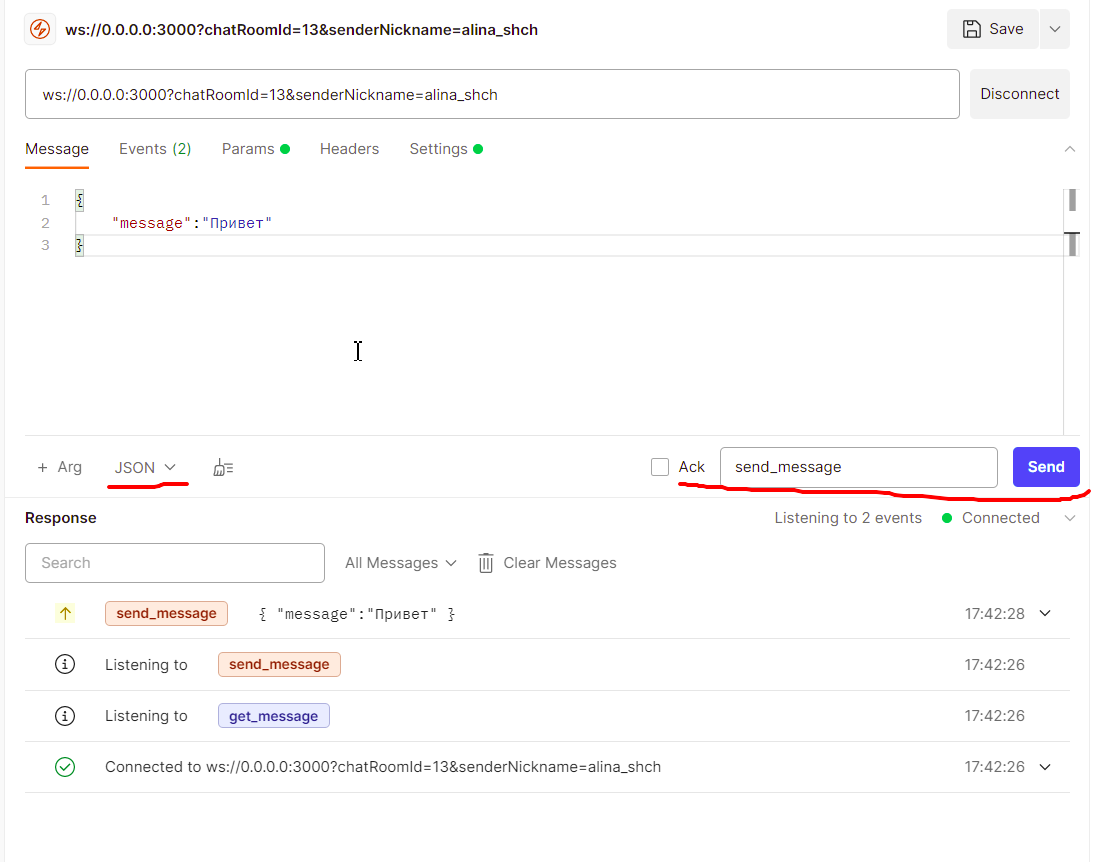 ws://0.0.0.0:3000?chatRoomId=13&senderNickname=alina_shch
Save
ws://0.0.0.0:3000?chatRoomId=13&senderNickname=alina_shch
Disconnect
Message Events (2) Params Headers Settings
1 {
2 "message":"Привет"
3 }
+ Arg JSON Ack send_message Send
Response Listening to 2 events Connected
Search All Messages Clear Messages
send_message { "message":"Привет" } 17:42:28
Listening to send_message 17:42:26
Listening to get_message 17:42:26
Connected to ws://0.0.0.0:3000?chatRoomId=13&senderNickname=alina_shch 17:42:26